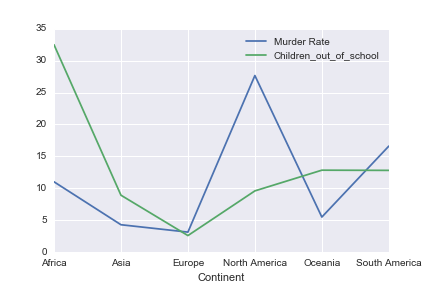 35
30
25
20
15
10
5
0
Murder Rate
Children_out_of_school
Africa Asia Europe North America Oceania South America
Continent